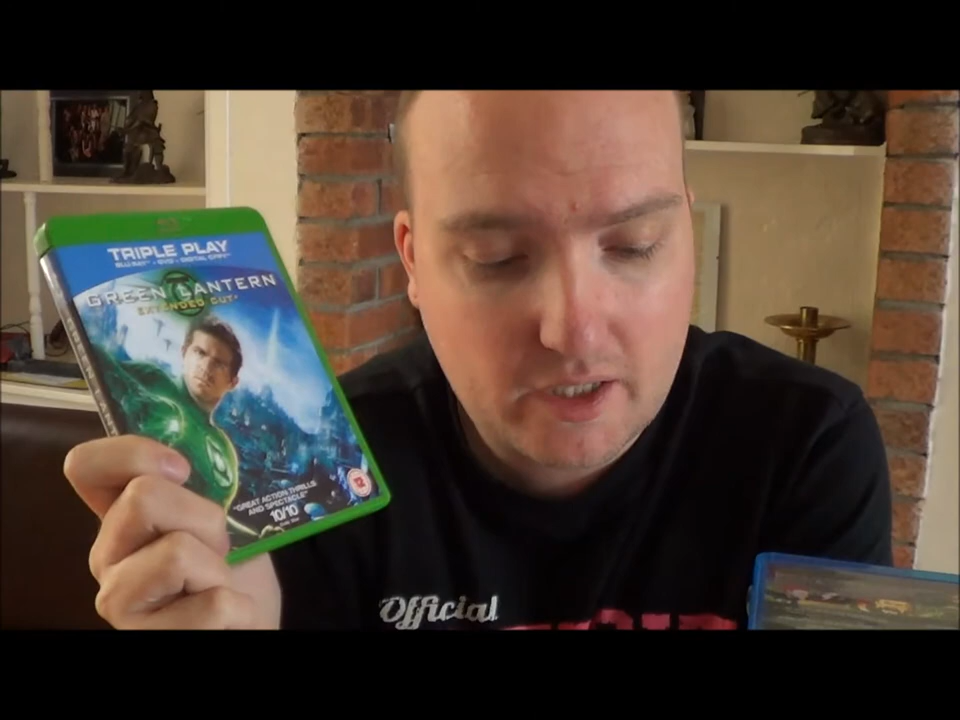 TRIPLE PLAY
BLU-RAY + DVD + DIGITAL COPY
GREEN LANTERN
EXTENDED CUT
"GREAT ACTION, THRILLS
AND SPECTACLE"
10/10
12
Official